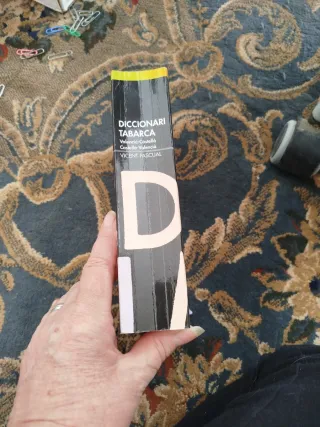 DICCIONARI
TABARCA
Valencià-Castellà
Castellà-Valencià
VICENT PASCUAL
D